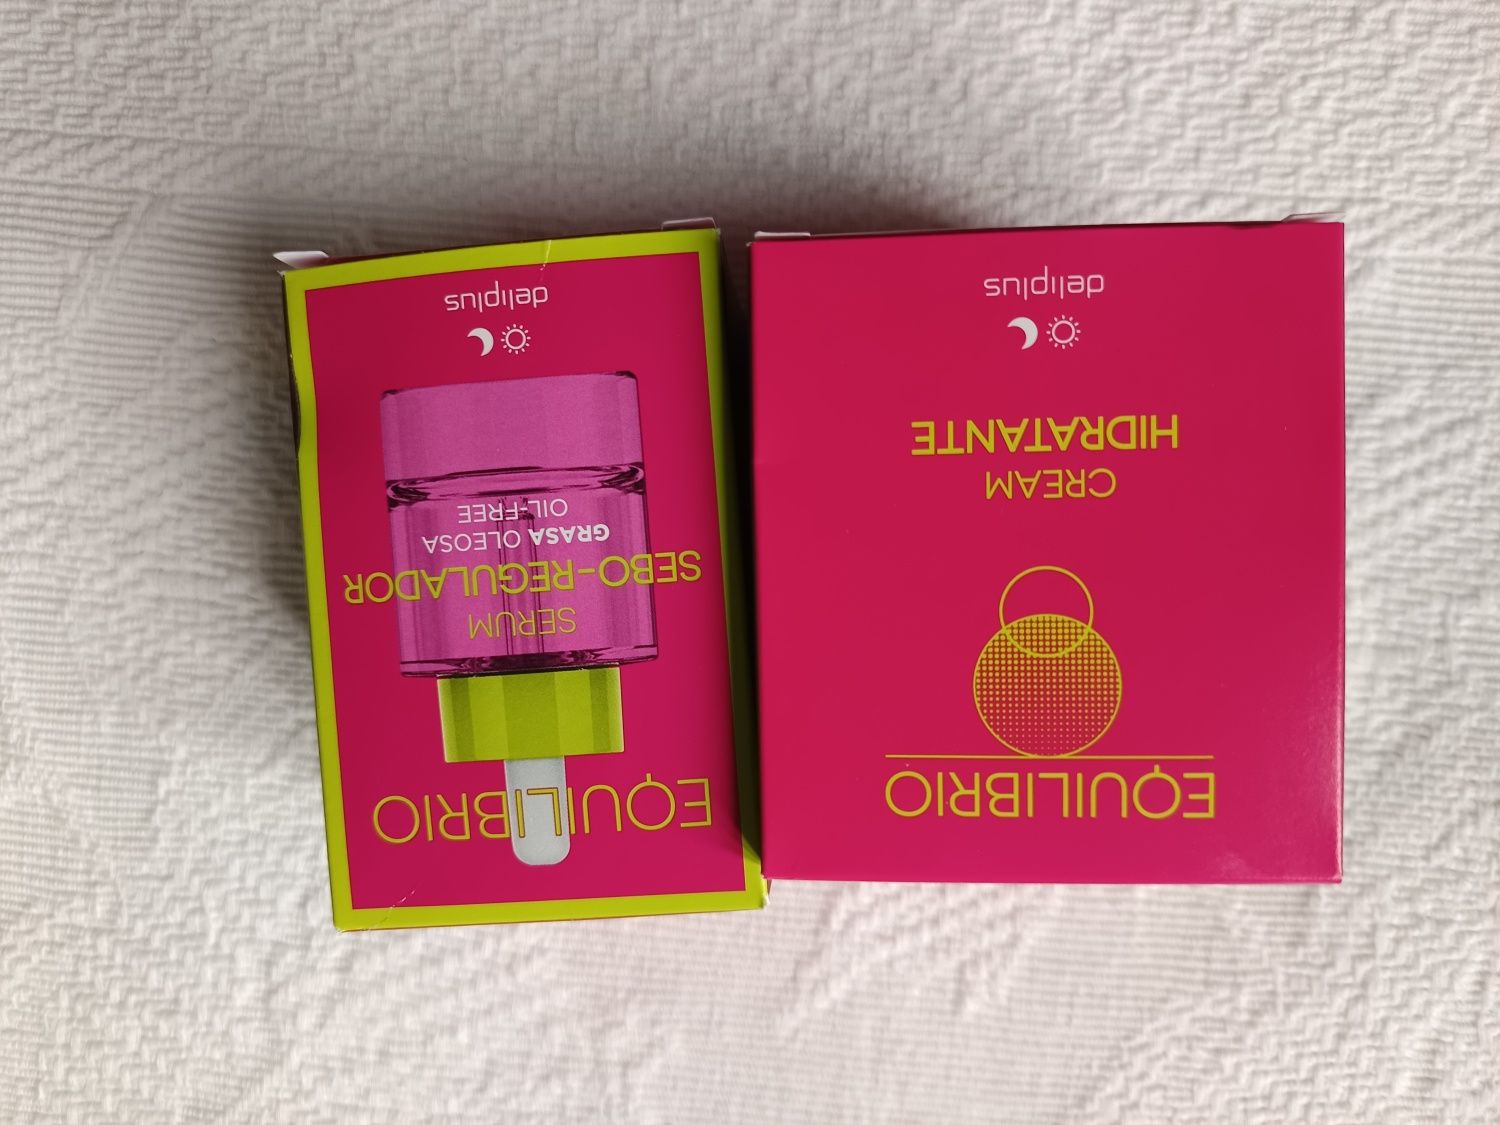 EQUILIBRIO
SERUM
SEBO-REGULADOR
GRASA OLEOSA
OIL-FREE
deliplus
EQUILIBRIO
CREAM
HIDRATANTE
deliplus